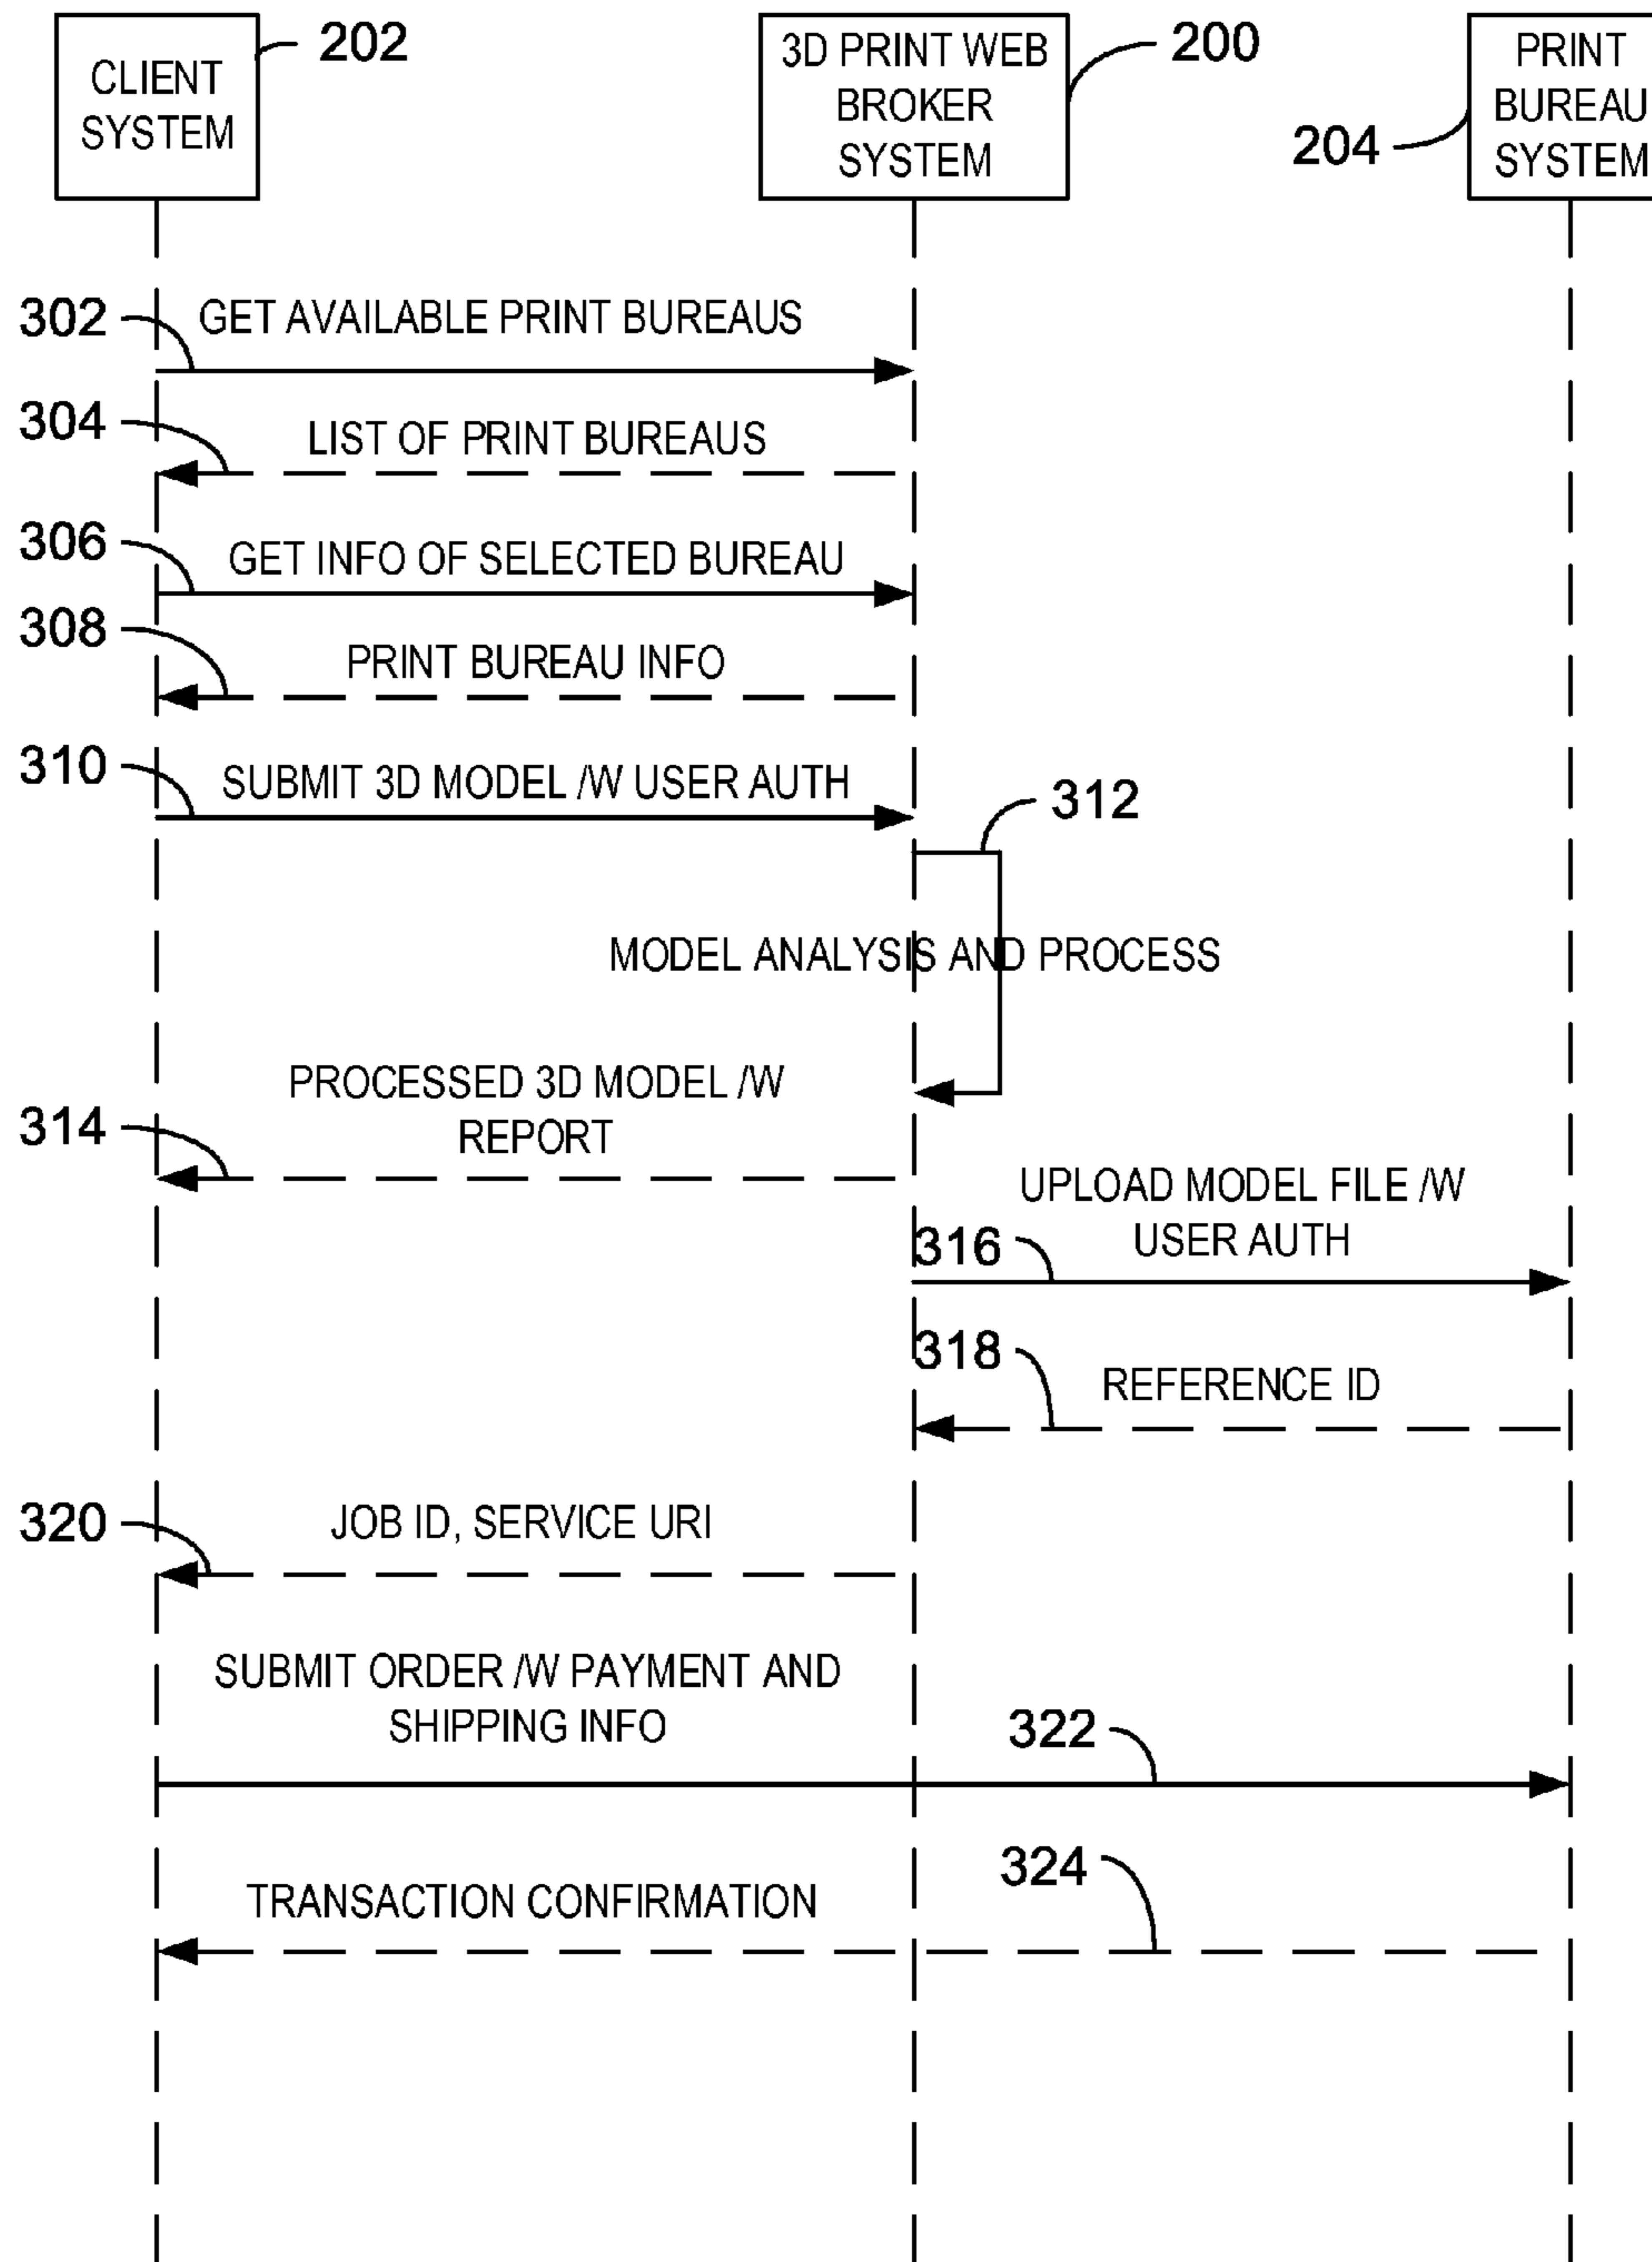 CLIENT
SYSTEM
202
3D PRINT WEB
BROKER
SYSTEM
200
PRINT
BUREAU
SYSTEM
204
302
GET AVAILABLE PRINT BUREAUS
304
LIST OF PRINT BUREAUS
306
GET INFO OF SELECTED BUREAU
308
PRINT BUREAU INFO
310
SUBMIT 3D MODEL /W USER AUTH
312
MODEL ANALYSIS AND PROCESS
PROCESSED 3D MODEL /W
REPORT
314
UPLOAD MODEL FILE /W
USER AUTH
316
318
REFERENCE ID
320
JOB ID, SERVICE URI
SUBMIT ORDER /W PAYMENT AND
SHIPPING INFO
322
324
TRANSACTION CONFIRMATION